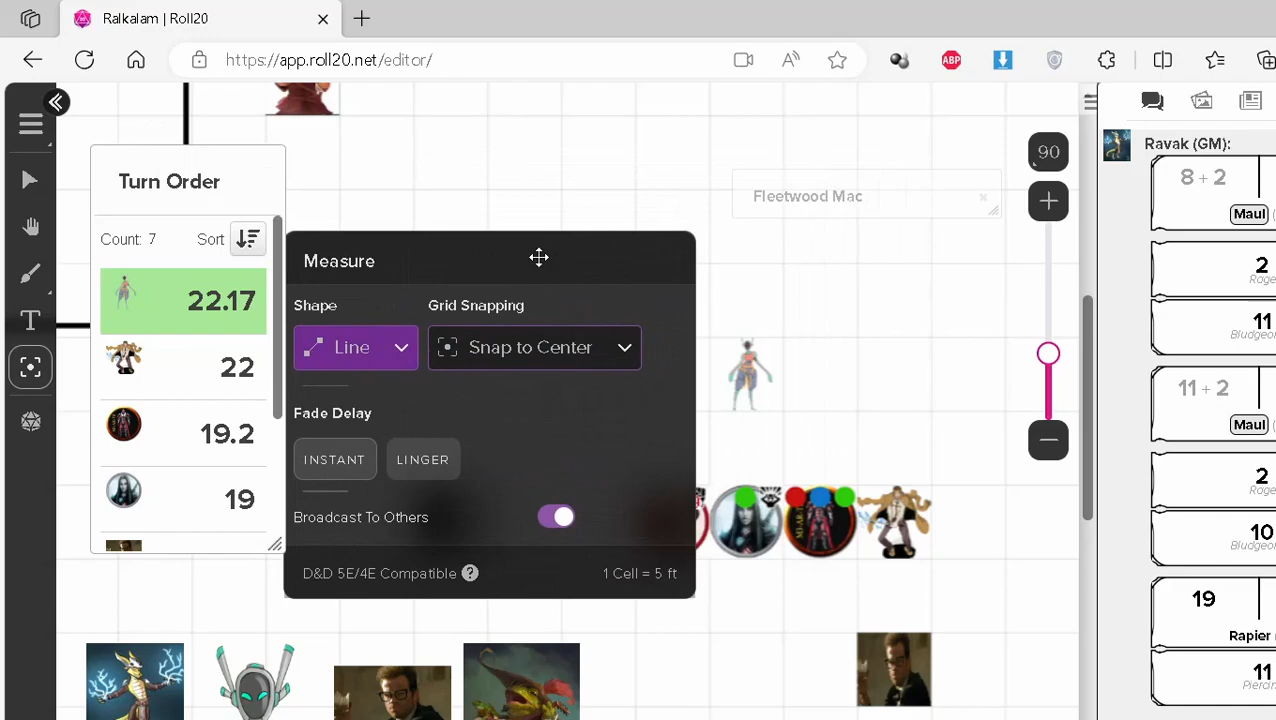 Ralkalam | Roll20
https://app.roll20.net/editor/
ABP
Turn Order
Count: 7 Sort
22.17
22
19.2
19
Measure
Shape
Grid Snapping
Line
Snap to Center
Fade Delay
INSTANT
LINGER
Broadcast To Others
D&D 5E/4E Compatible ?
1 Cell = 5 ft
Fleetwood Mac
90
Ravak (GM):
8 + 2
Maul
2
11
11 + 2
Maul
2
10
19
Rapier
11